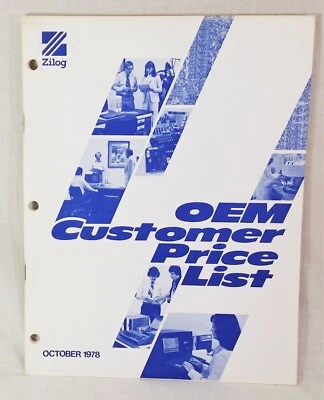 Zilog
OEM
Customer
Price
List
OCTOBER 1978